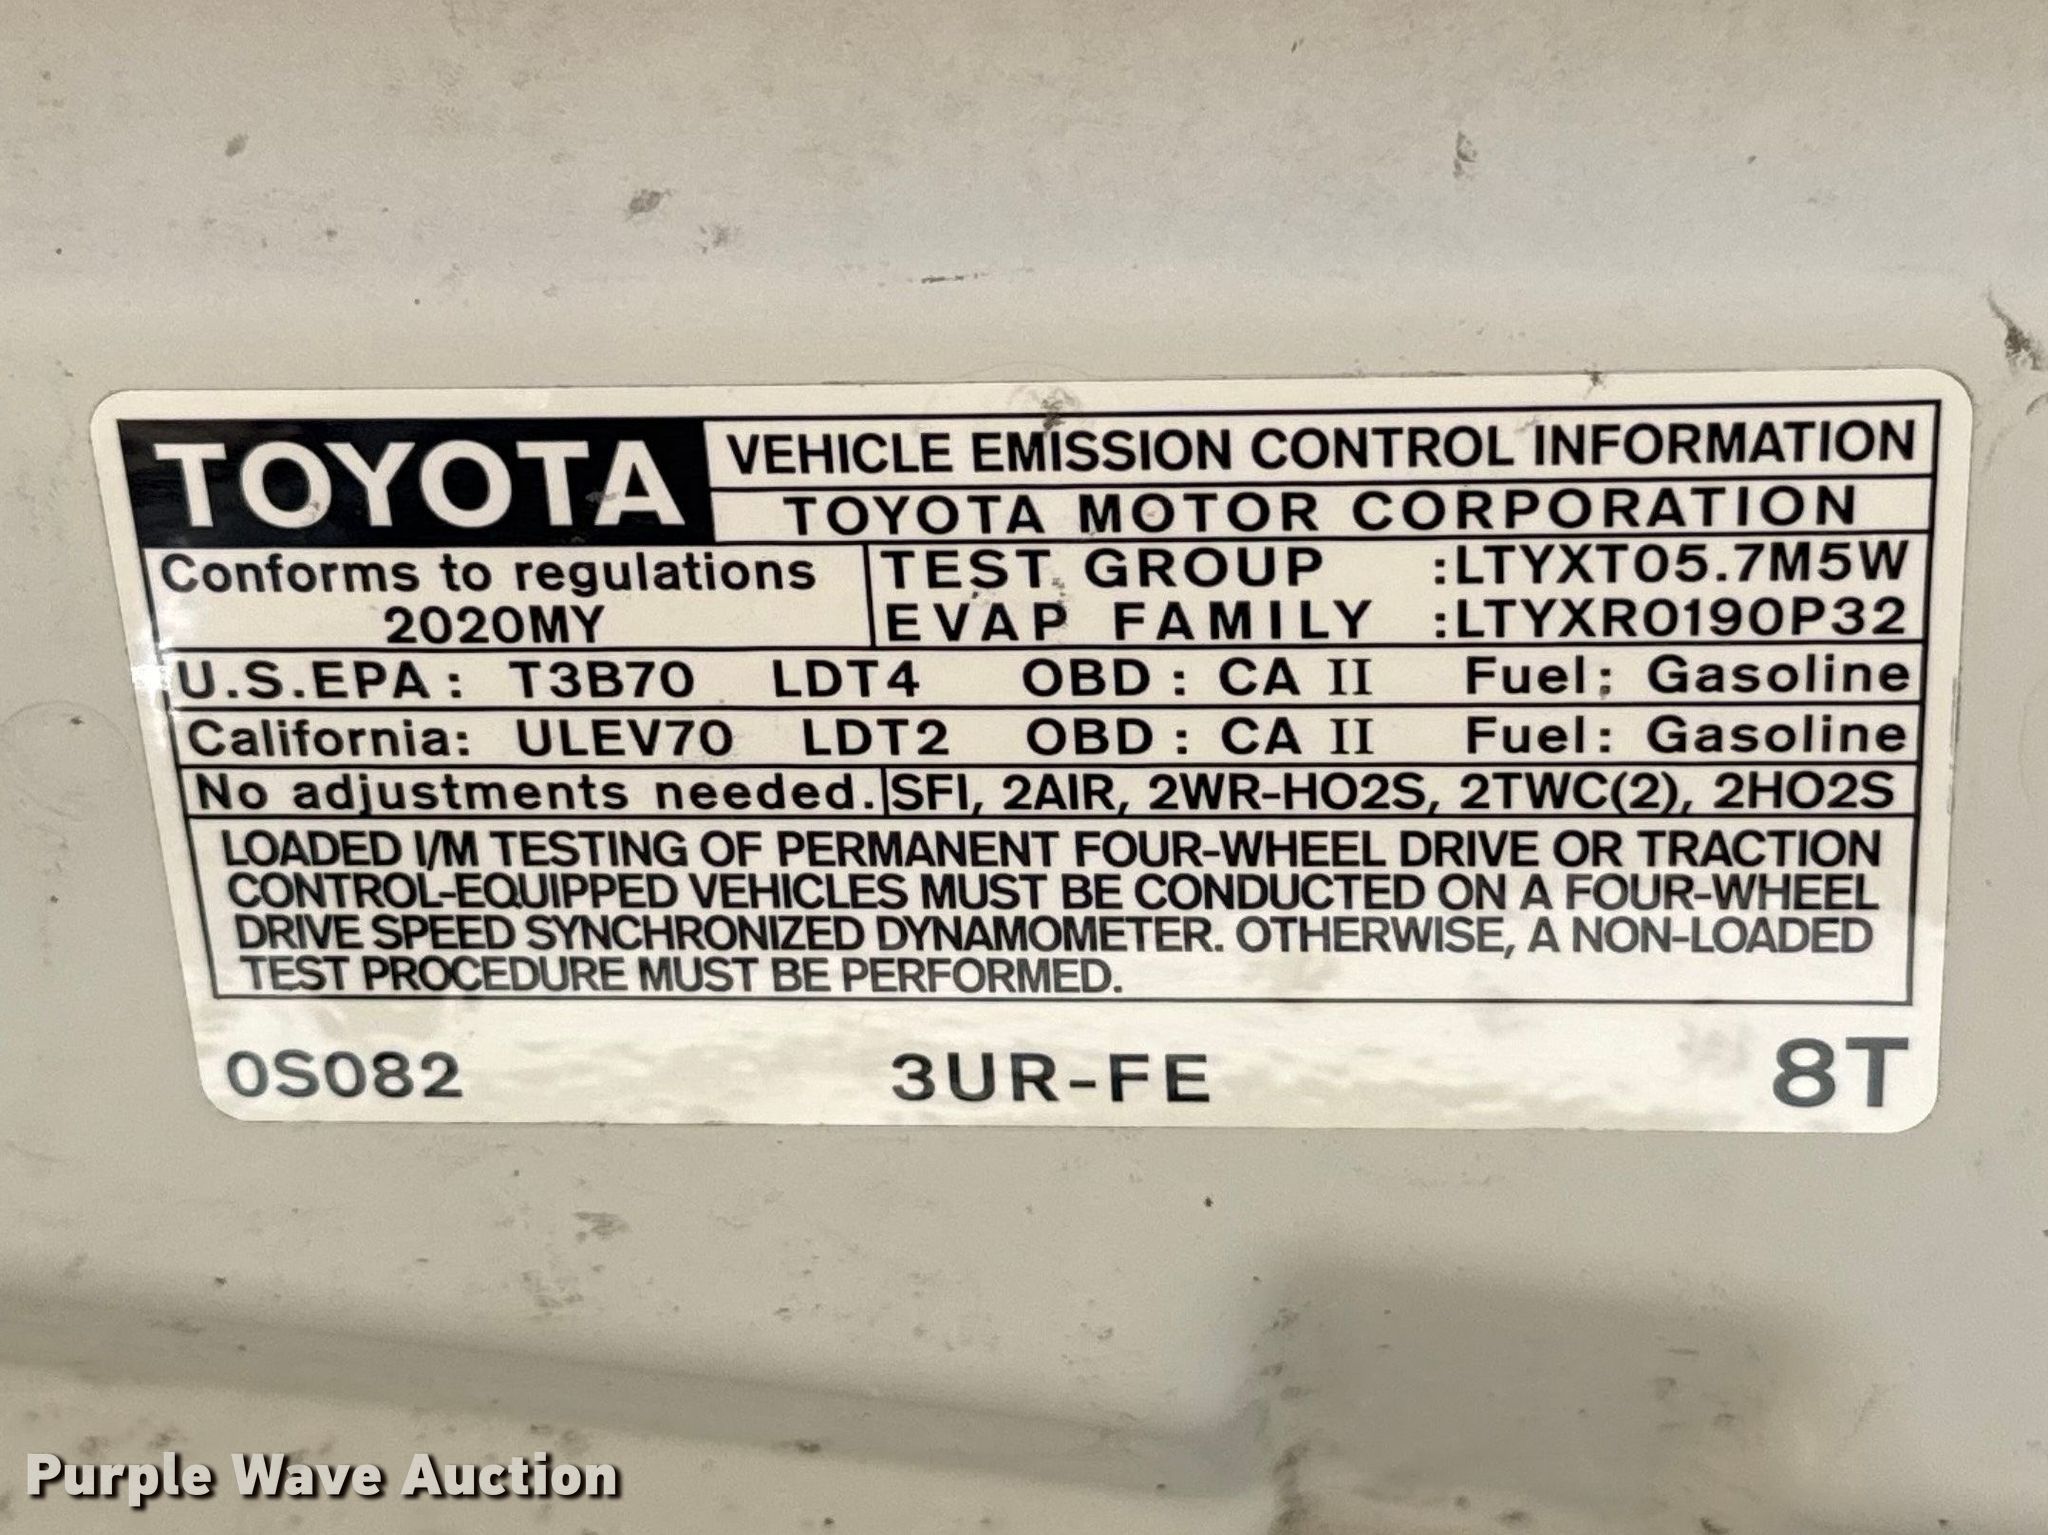 TOYOTA VEHICLE EMISSION CONTROL INFORMATION
TOYOTA MOTOR CORPORATION
Conforms to regulations
2020MY
TEST GROUP :LTYXT05.7M5W
EVAP FAMILY :LTYXR0190P32
U.S.EPA: T3B70 LDT4 OBD: CA II Fuel: Gasoline
California: ULEV70 LDT2 OBD: CA II Fuel: Gasoline
No adjustments needed. SFI, 2AIR, 2WR-HO2S, 2TWC(2), 2HO2S
LOADED I/M TESTING OF PERMANENT FOUR-WHEEL DRIVE OR TRACTION
CONTROL-EQUIPPED VEHICLES MUST BE CONDUCTED ON A FOUR-WHEEL
DRIVE SPEED SYNCHRONIZED DYNAMOMETER. OTHERWISE, A NON-LOADED
TEST PROCEDURE MUST BE PERFORMED.
0S082 3UR-FE 8T
Purple Wave Auction